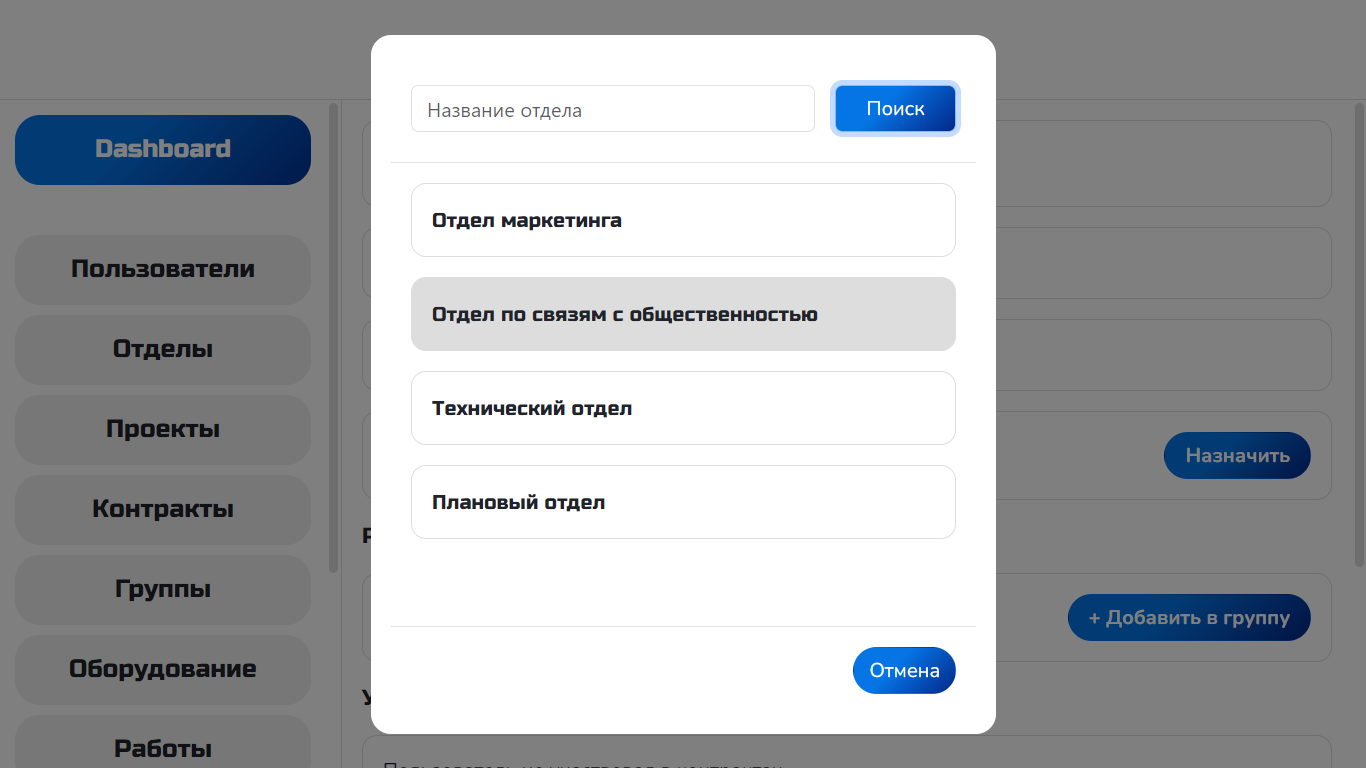 Название отдела
Поиск
Dashboard
Отдел маркетинга
Пользователи
Отдел по связям с общественностью
Отделы
Технический отдел
Проекты
Назначить
Контракты
Плановый отдел
Группы
+ Добавить в группу
Оборудование
Отмена
Работы